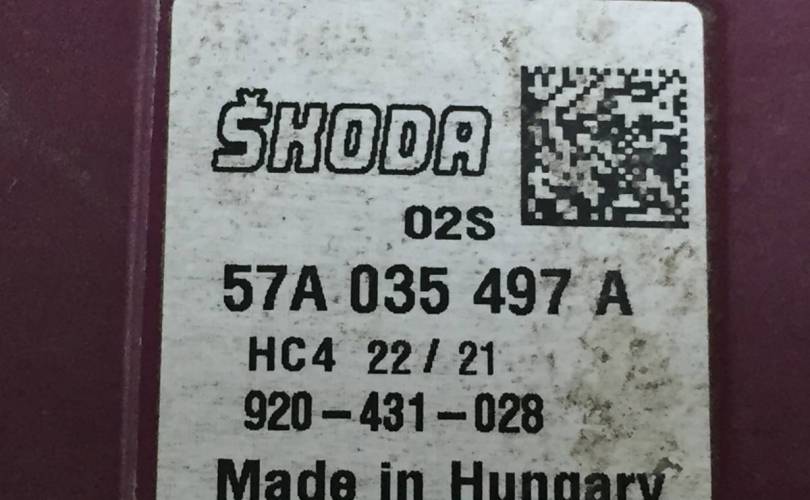 ŠKODA
02S
57A 035 497 A
HC4 22 / 21
920-431-028
Made in Hungary